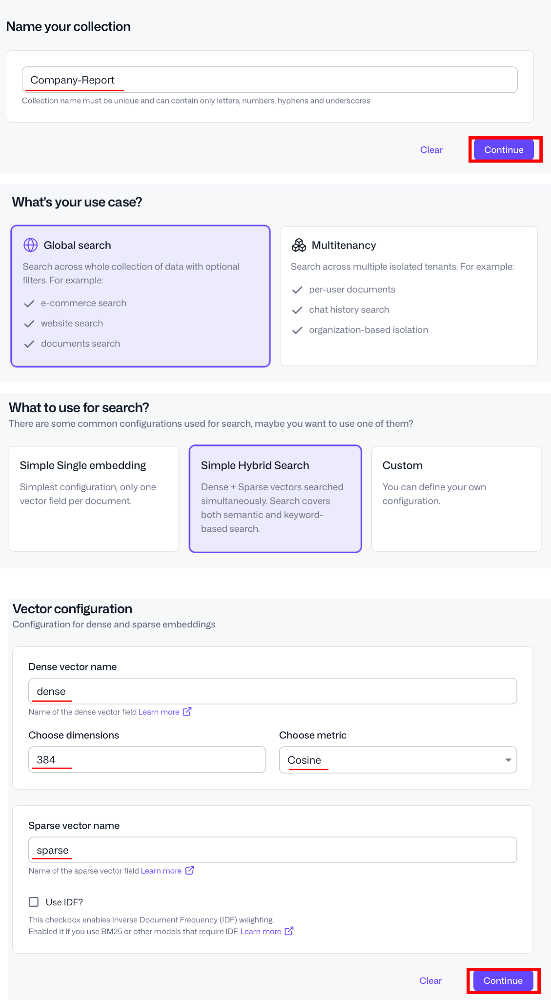 Name your collection
Company-Report
Collection name must be unique and can contain only letters, numbers, hyphens and underscores
Clear
Continue
What's your use case?
Global search
Search across whole collection of data with optional
filters. For example:
e-commerce search
website search
documents search
Multitenancy
Search across multiple isolated tenants. For example:
per-user documents
chat history search
organization-based isolation
What to use for search?
There are some common configurations used for search, maybe you want to use one of them?
Simple Single embedding
Simplest configuration, only one
vector field per document.
Simple Hybrid Search
Dense + Sparse vectors searched
simultaneously. Search covers
both semantic and keyword-
based search.
Custom
You can define your own
configuration.
Vector configuration
Configuration for dense and sparse embeddings
Dense vector name
dense
Name of the dense vector field Learn more
Choose dimensions
384
Choose metric
Cosine
Sparse vector name
sparse
Name of the sparse vector field Learn more
Use IDF?
This checkbox enables Inverse Document Frequency (IDF) weighting.
Enabled it if you use BM25 or other models that require IDF. Learn more
Clear
Continue